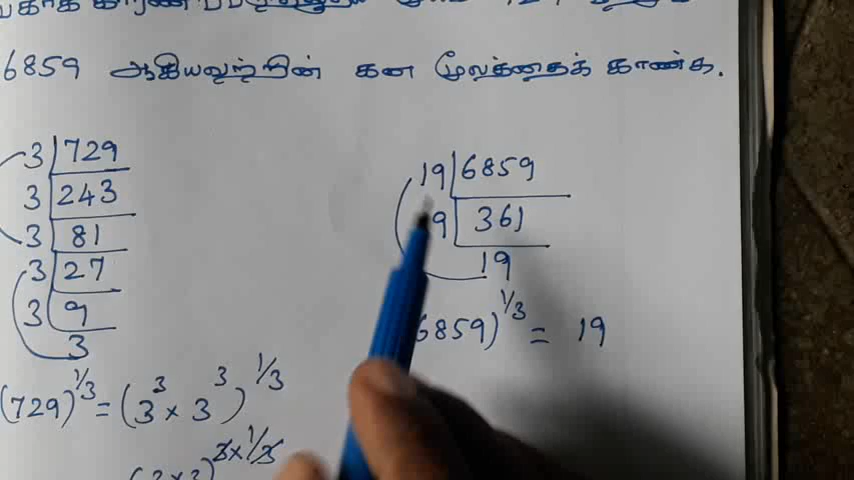 6859 ஆகியவற்றின் கன மூலத்தைக் காண்க.
3 | 729
3 | 243
3 | 81
3 | 27
3 | 9
3
(729)^1/3 = (3^3 × 3^3)^1/3
19 | 6859
19 | 361
19
6859)^1/3 = 19